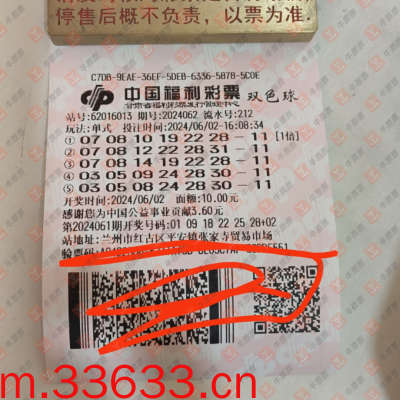 停售后概不负责，以票为准.
C7DB-9EAE-36EF-5DEB-6336-5878-5C0E
中国福利彩票 双色球
站号:62016013 期号:2024062 流水号:212
玩法:单式 投注时间:2024/06/02-16:08:34
① 07 08 10 19 22 28 - 11 [1倍]
② 07 08 12 22 28 31 - 11
③ 07 08 14 19 22 28 - 11
④ 03 05 09 24 28 30 - 11
⑤ 03 05 08 24 28 30 - 11
开奖时间:2024/06/02 面额:10.00元
感谢您为中国公益事业贡献3.60元
第2024061期开奖号码:01 09 18 22 25 28+02
站地址:兰州市红古区平安镇张家寺贸易市场
验票码:
m.33633.cn